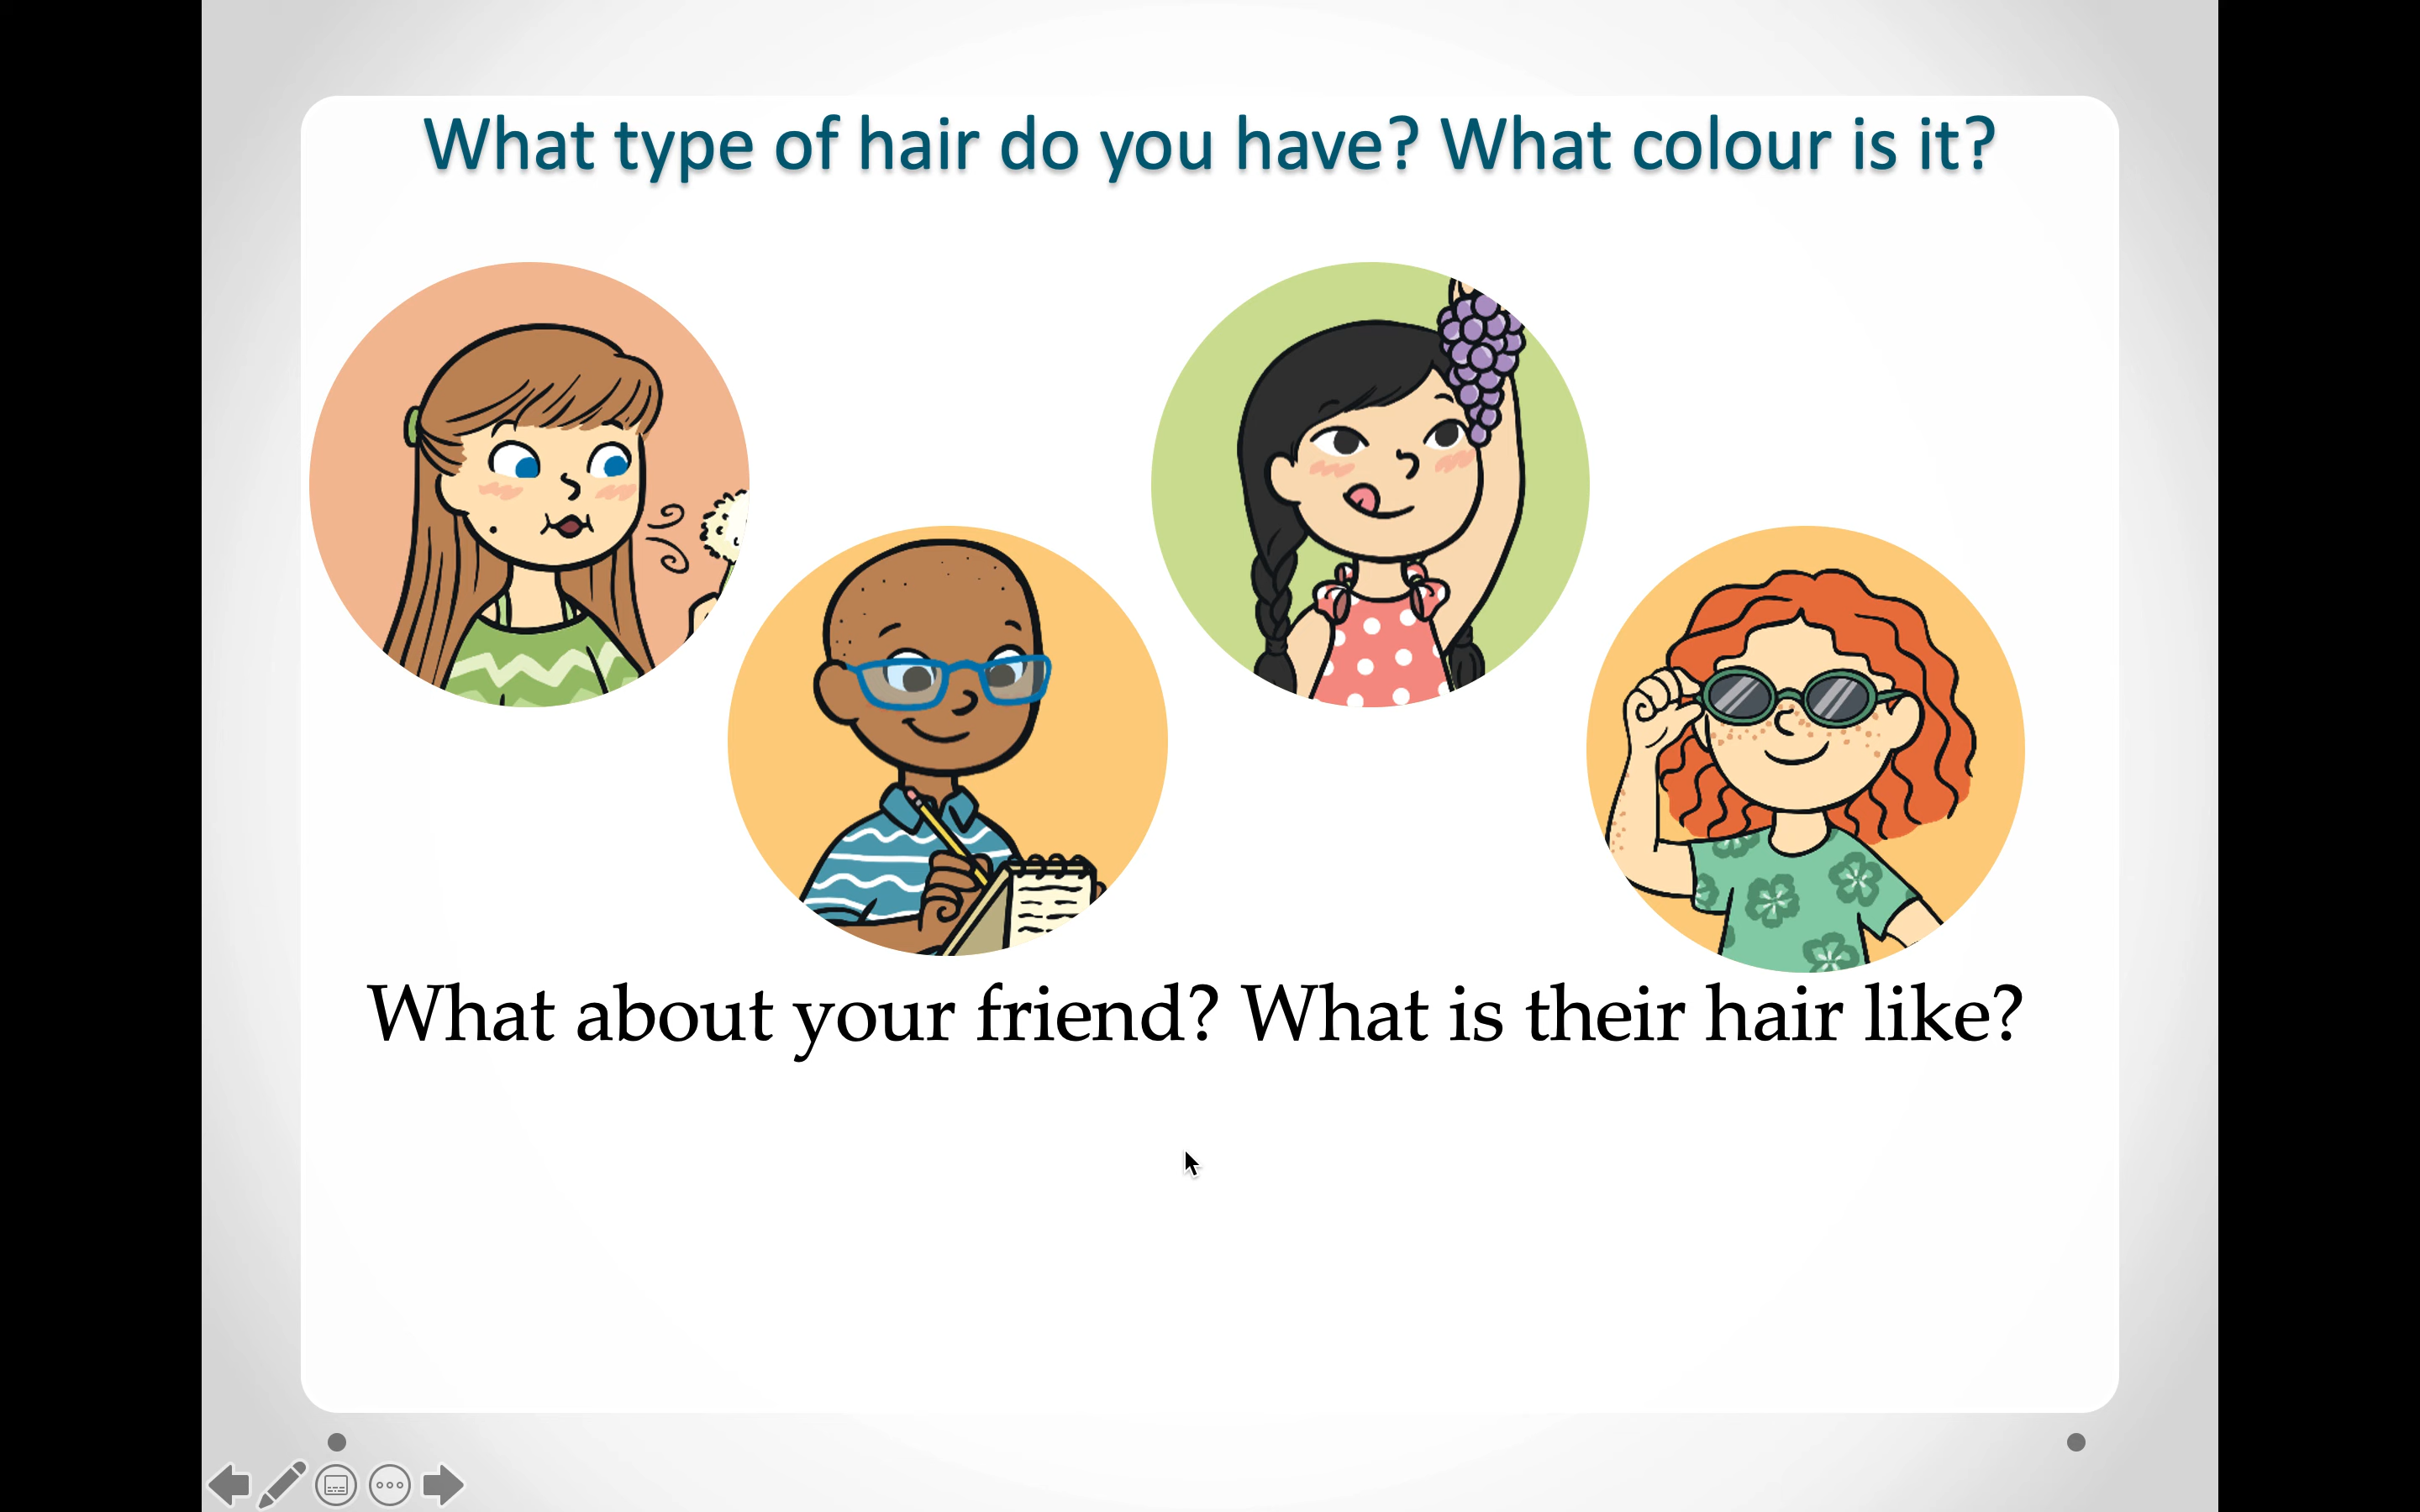 What type of hair do you have? What colour is it?
What about your friend? What is their hair like?